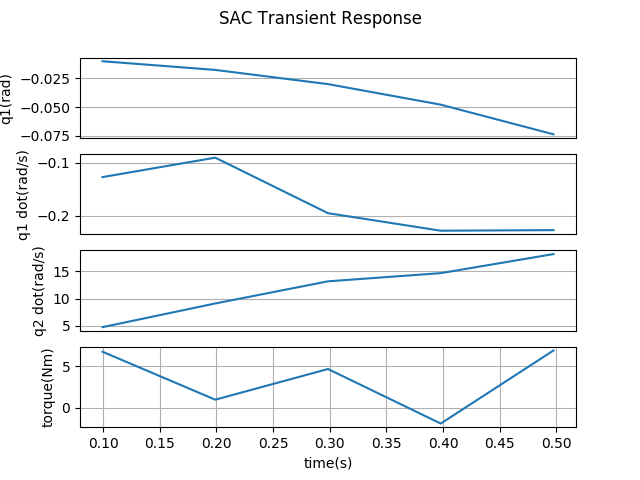 SAC Transient Response
q1(rad)
−0.025
−0.050
−0.075
q1 dot(rad/s)
−0.1
−0.2
q2 dot(rad/s)
15
10
5
torque(Nm)
5
0
0.10 0.15 0.20 0.25 0.30 0.35 0.40 0.45 0.50
time(s)